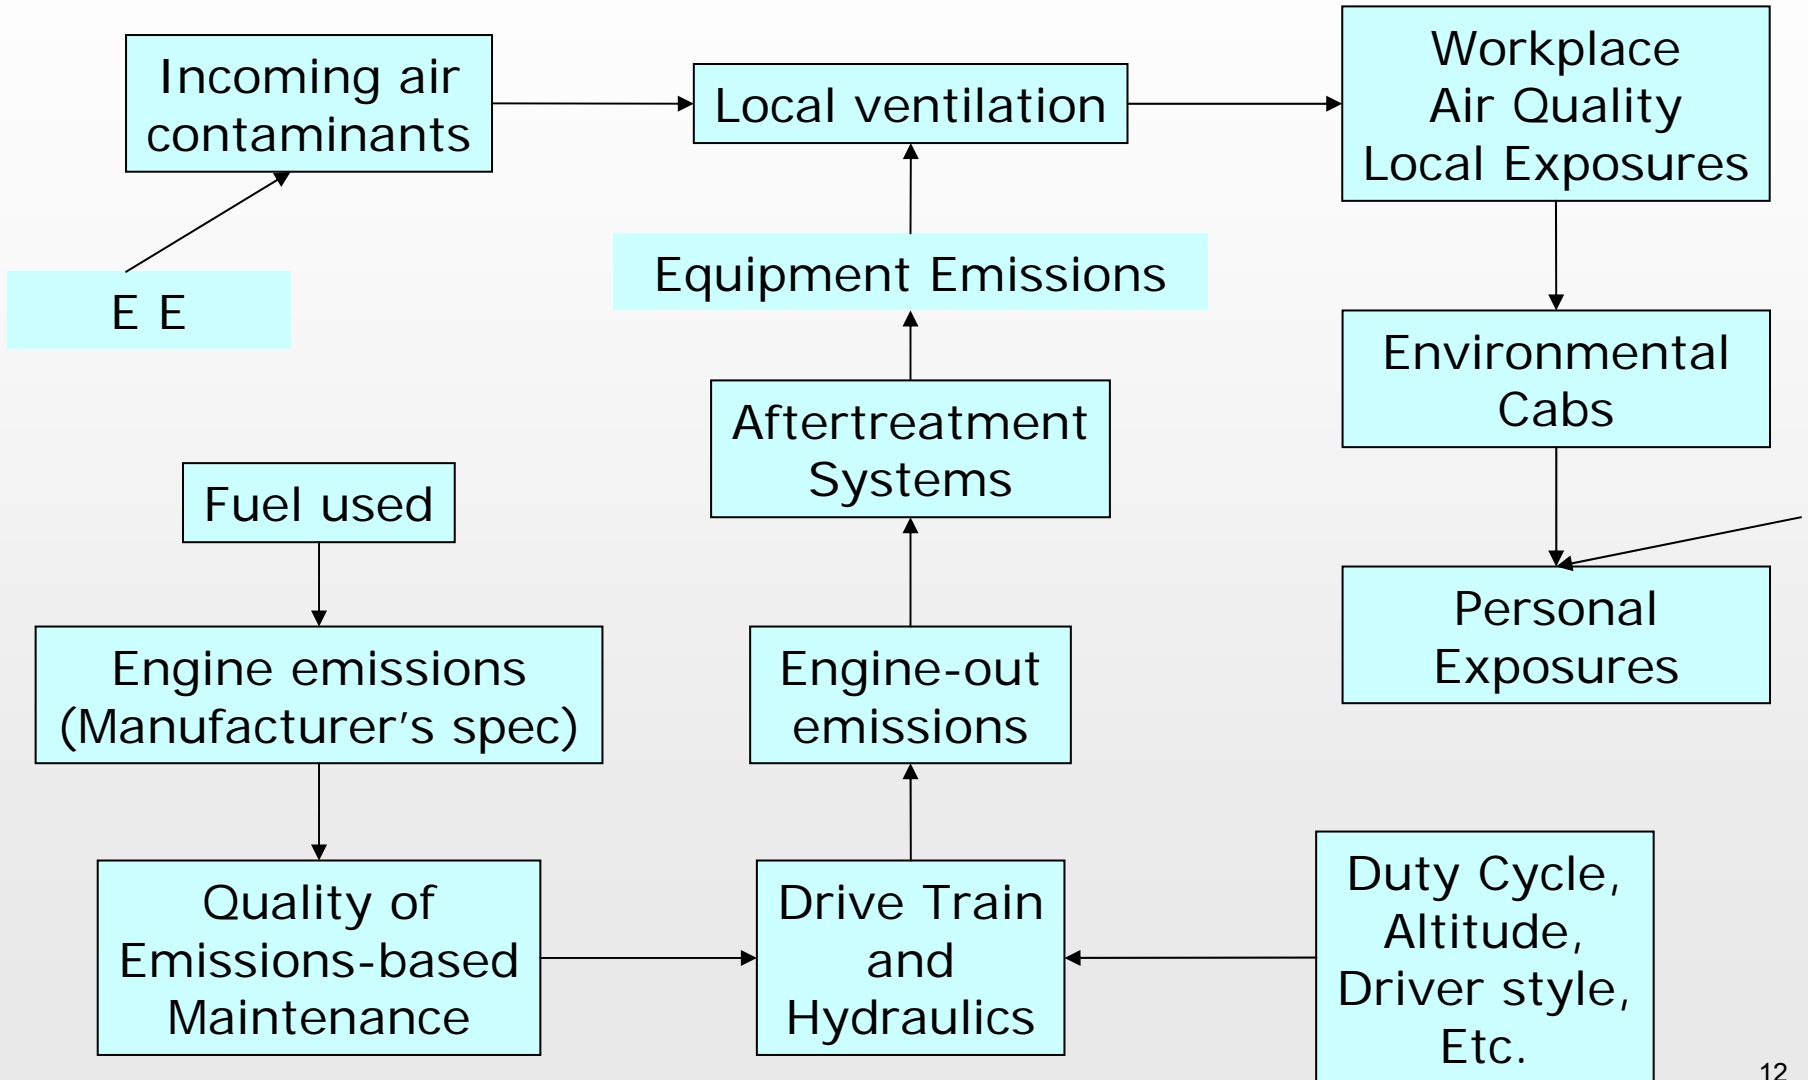 Incoming air
contaminants
Local ventilation
Workplace
Air Quality
Local Exposures
E E
Equipment Emissions
Environmental
Cabs
Aftertreatment
Systems
Fuel used
Personal
Exposures
Engine emissions
(Manufacturer’s spec)
Engine-out
emissions
Quality of
Emissions-based
Maintenance
Drive Train
and
Hydraulics
Duty Cycle,
Altitude,
Driver style,
Etc.
12